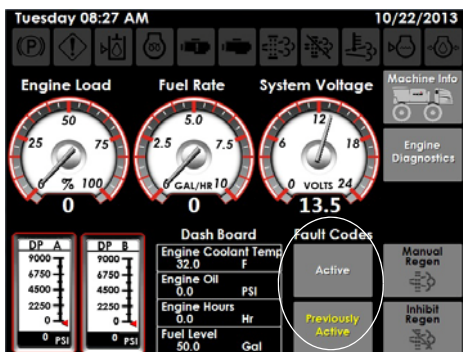 Tuesday 08:27 AM 10/22/2013
(P)
Engine Load Fuel Rate System Voltage Machine Info
50 5.0 12
25 75 2.5 7.5 6 18
0 % 100 0 GAL/HR 10 0 VOLTS 24
Engine
Diagnostics
0 0 13.5
DP A DP B Dash Board Fault Codes
9000 9000
6750 6750
4500 4500
2250 2250
0 0
0 PSI 0 PSI
Engine Coolant Temp
32.0 F
Engine Oil
0.0 PSI
Engine Hours
0.0 Hr
Fuel Level
50.0 Gal
Active
Previously
Active
Manual
Regen
Inhibit
Regen